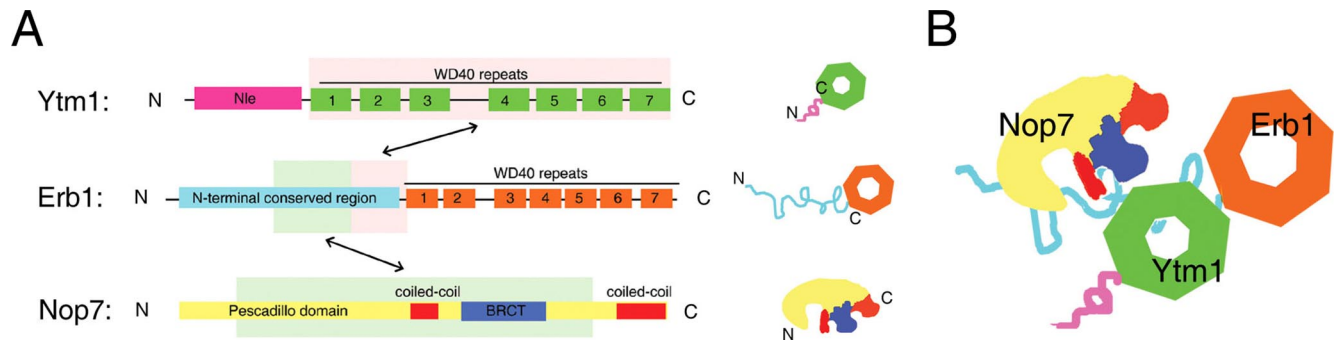 A
B
WD40 repeats
Ytm1: N Nle 1 2 3 4 5 6 7 C
N C
WD40 repeats
Erb1: N N-terminal conserved region 1 2 3 4 5 6 7 C
N C
coiled-coil coiled-coil
Nop7: N Pescadillo domain BRCT C
N C
Nop7 Erb1
Ytm1